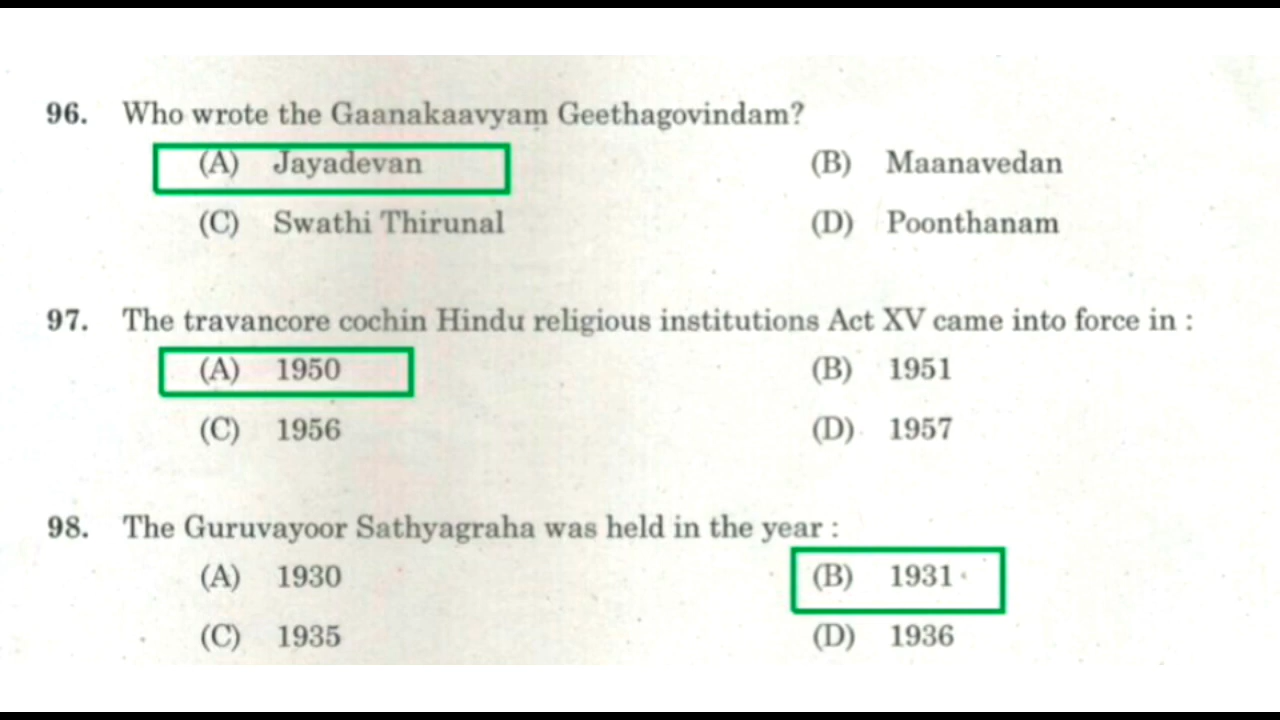 96. Who wrote the Gaanakaavyam Geethagovindam?
(A) Jayadevan (B) Maanavedan
(C) Swathi Thirunal (D) Poonthanam
97. The travancore cochin Hindu religious institutions Act XV came into force in :
(A) 1950 (B) 1951
(C) 1956 (D) 1957
98. The Guruvayoor Sathyagraha was held in the year :
(A) 1930 (B) 1931
(C) 1935 (D) 1936